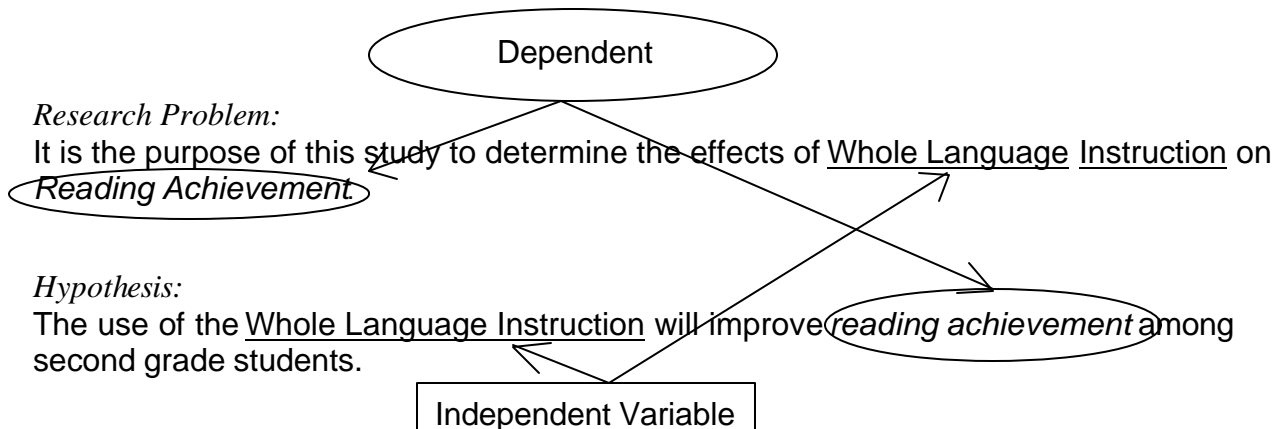 Dependent
Research Problem:
It is the purpose of this study to determine the effects of Whole Language Instruction on
Reading Achievement.
Hypothesis:
The use of the Whole Language Instruction will improve reading achievement among
second grade students.
Independent Variable